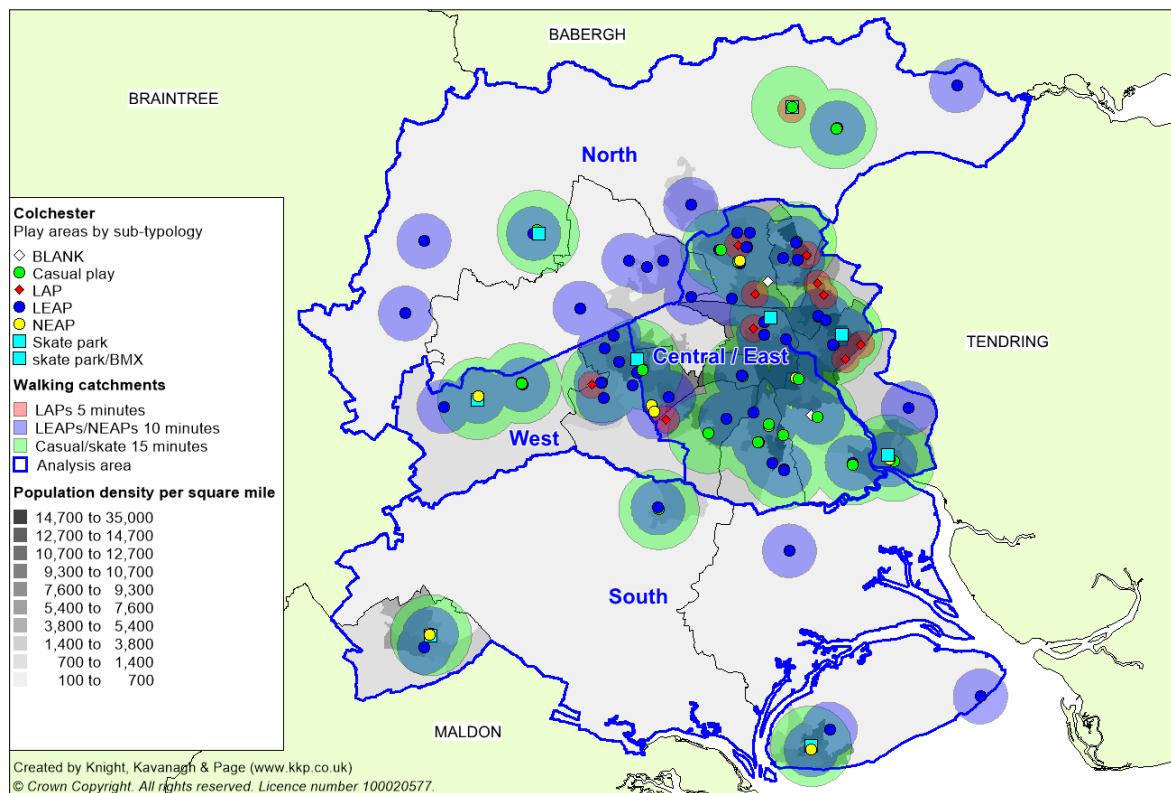 BABERGH
BRAINTREE
North
Colchester
Play areas by sub-typology
BLANK
Casual play
LAP
LEAP
NEAP
Skate park
skate park/BMX
Walking catchments
LAPs 5 minutes
LEAPs/NEAPs 10 minutes
Casual/skate 15 minutes
Analysis area
Population density per square mile
14,700 to 35,000
12,700 to 14,700
10,700 to 12,700
9,300 to 10,700
7,600 to 9,300
5,400 to 7,600
3,800 to 5,400
1,400 to 3,800
700 to 1,400
100 to 700
TENDRING
Central / East
West
South
MALDON
Created by Knight, Kavanagh & Page (www.kkp.co.uk)
© Crown Copyright. All rights reserved. Licence number 100020577.